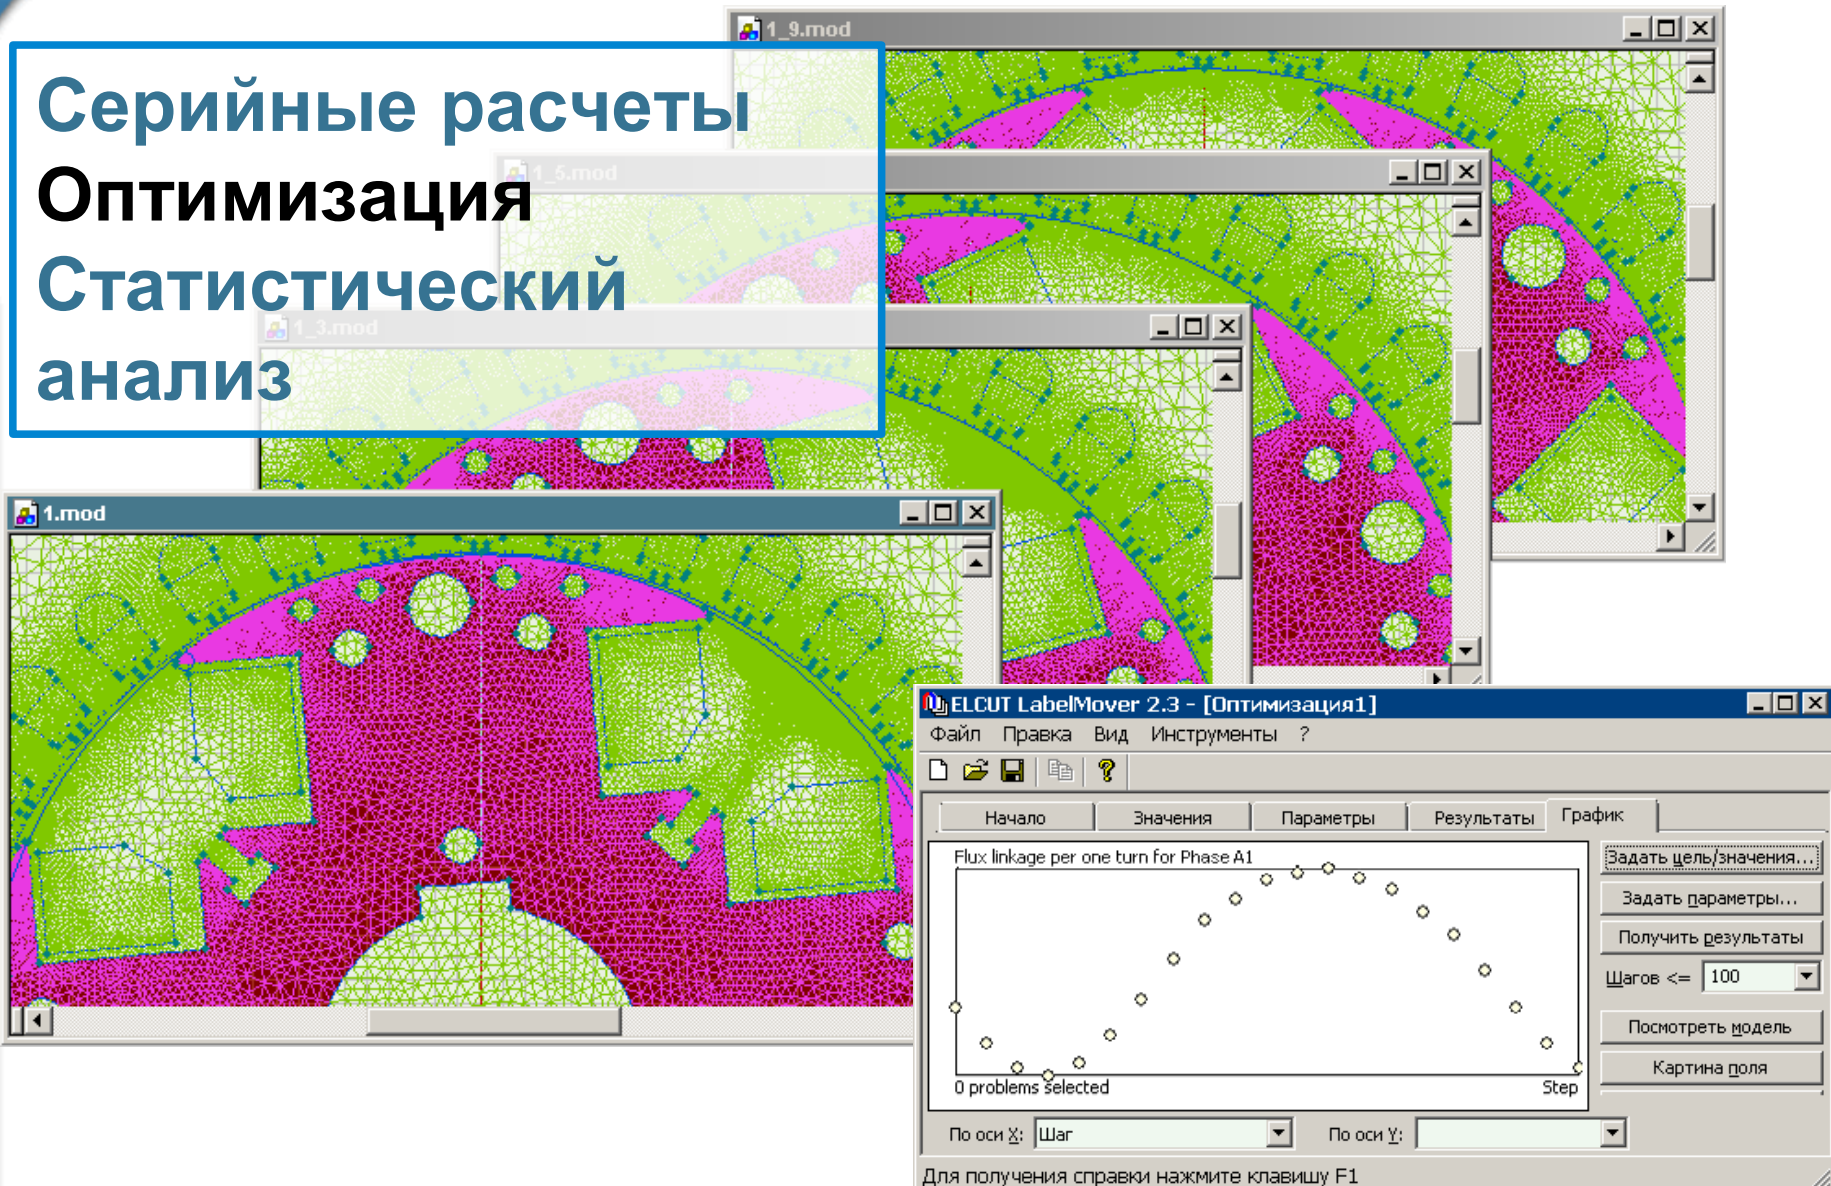 1_9.mod
Серийные расчеты
Оптимизация
1_5.mod
Статистический
1_3.mod
анализ
1.mod
ELCUT LabelMover 2.3 - [Оптимизация1]
Файл Правка Вид Инструменты ?
Начало Значения Параметры Результаты График
Flux linkage per one turn for Phase A1
0 problems selected Step
Задать цель/значения...
Задать параметры...
Получить результаты
Шагов <= 100
Посмотреть модель
Картина поля
По оси X: Шаг По оси Y:
Для получения справки нажмите клавишу F1